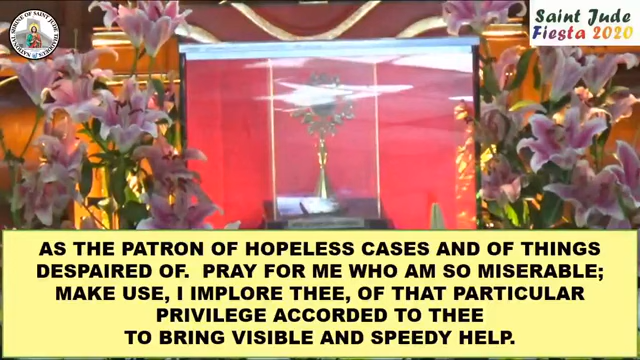 Saint Jude
Fiesta 2020
AS THE PATRON OF HOPELESS CASES AND OF THINGS
DESPAIRED OF. PRAY FOR ME WHO AM SO MISERABLE;
MAKE USE, I IMPLORE THEE, OF THAT PARTICULAR
PRIVILEGE ACCORDED TO THEE
TO BRING VISIBLE AND SPEEDY HELP.